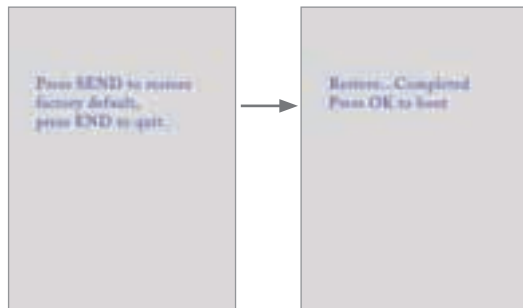 Press SEND to restore
factory default,
press END to quit.
Restore... Completed
Press OK to boot